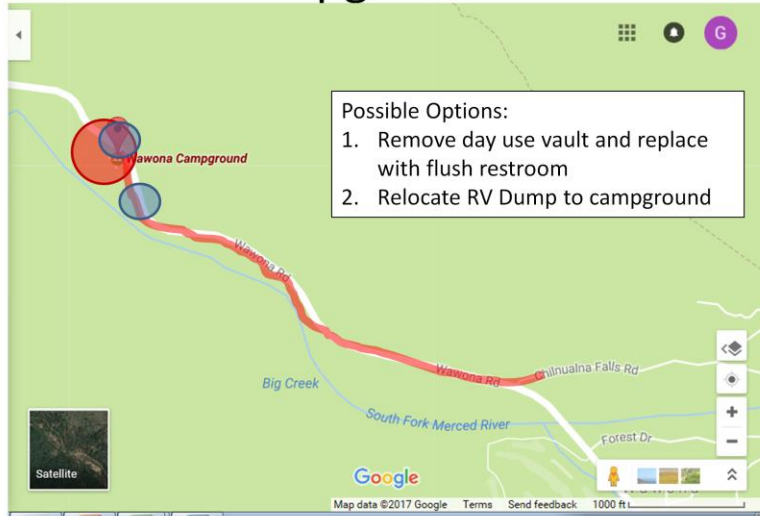 G
Possible Options:
1. Remove day use vault and replace
with flush restroom
2. Relocate RV Dump to campground
Wawona Campground
Wawona Rd
Wawona Rd
Chilnualna Falls Rd
Big Creek
South Fork Merced River
Forest Dr
Satellite
Google
Map data ©2017 Google Terms Send feedback 1000 ft